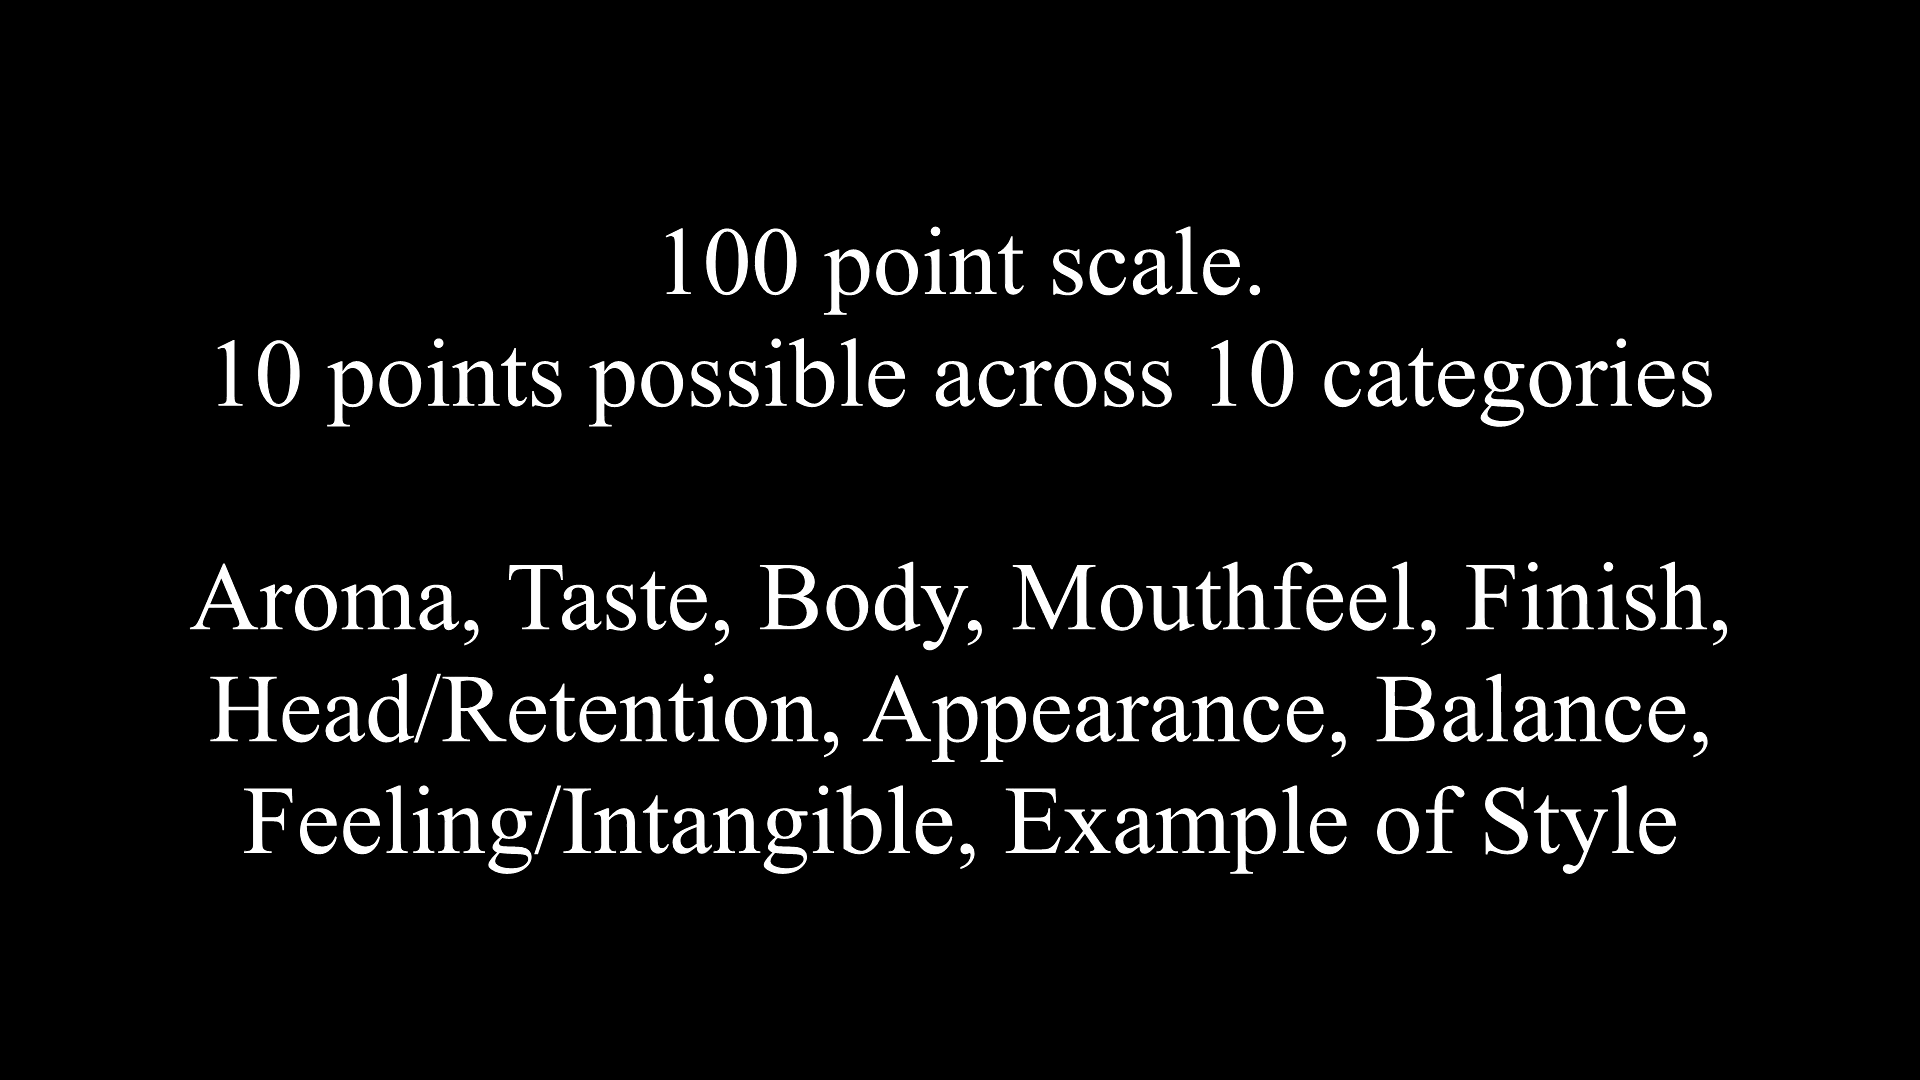 100 point scale.
10 points possible across 10 categories
Aroma, Taste, Body, Mouthfeel, Finish,
Head/Retention, Appearance, Balance,
Feeling/Intangible, Example of Style